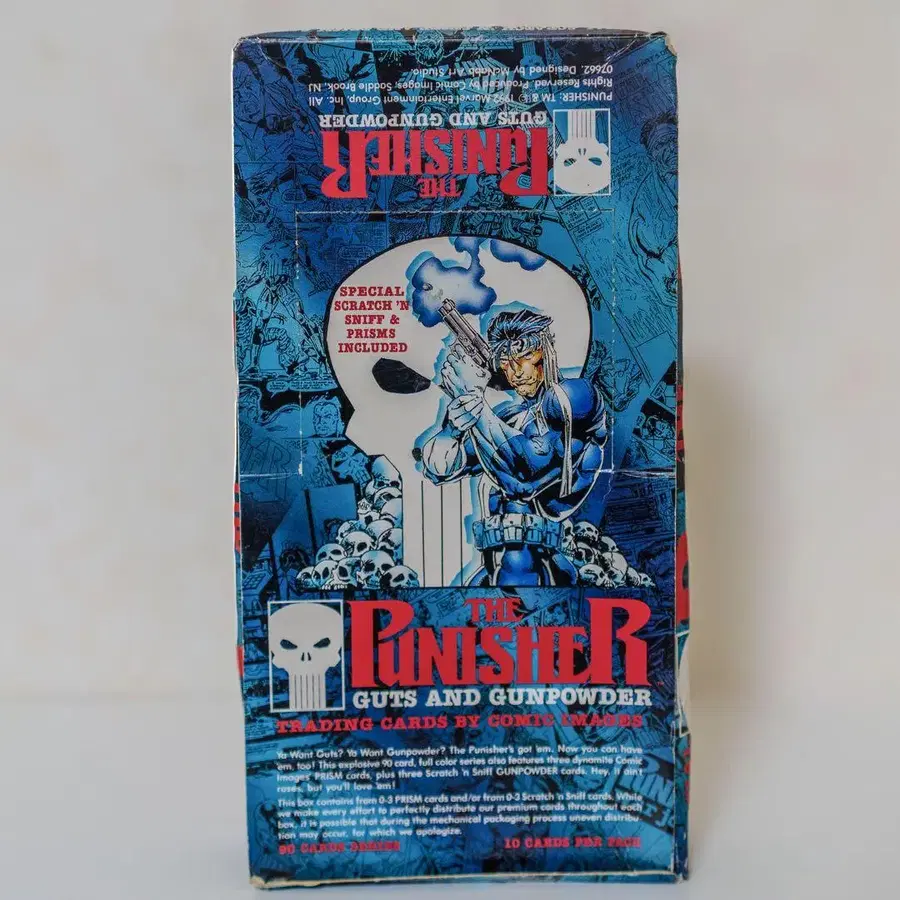 PUNISHER: TM & © 1992 Marvel Entertainment Group, Inc. All
Rights Reserved. Produced by Comic Images; Saddle Brook, NJ
07662. Designed by McNabb Art Studio.
THE
PUNISHER
GUTS AND GUNPOWDER
SPECIAL
SCRATCH 'N
SNIFF &
PRISMS
INCLUDED
THE
PUNISHER
GUTS AND GUNPOWDER
TRADING CARDS BY COMIC IMAGES
Ya Want Guts? Ya Want Gunpowder? The Punisher's got 'em. Now you can have
'em, too! This explosive 90 card, full color series also features three dynamite Comic
Images' PRISM cards, plus three Scratch 'n Sniff GUNPOWDER cards. Hey, it ain't
roses, but you'll love 'em!
This box contains from 0-3 PRISM cards and/or from 0-3 Scratch 'n Sniff cards. While
we make every effort to perfectly distribute our premium cards throughout each
box, it is possible that during the mechanical packaging process uneven distribu-
tion may occur, for which we apologize.
90 CARDS SERIES
10 CARDS PER PACK